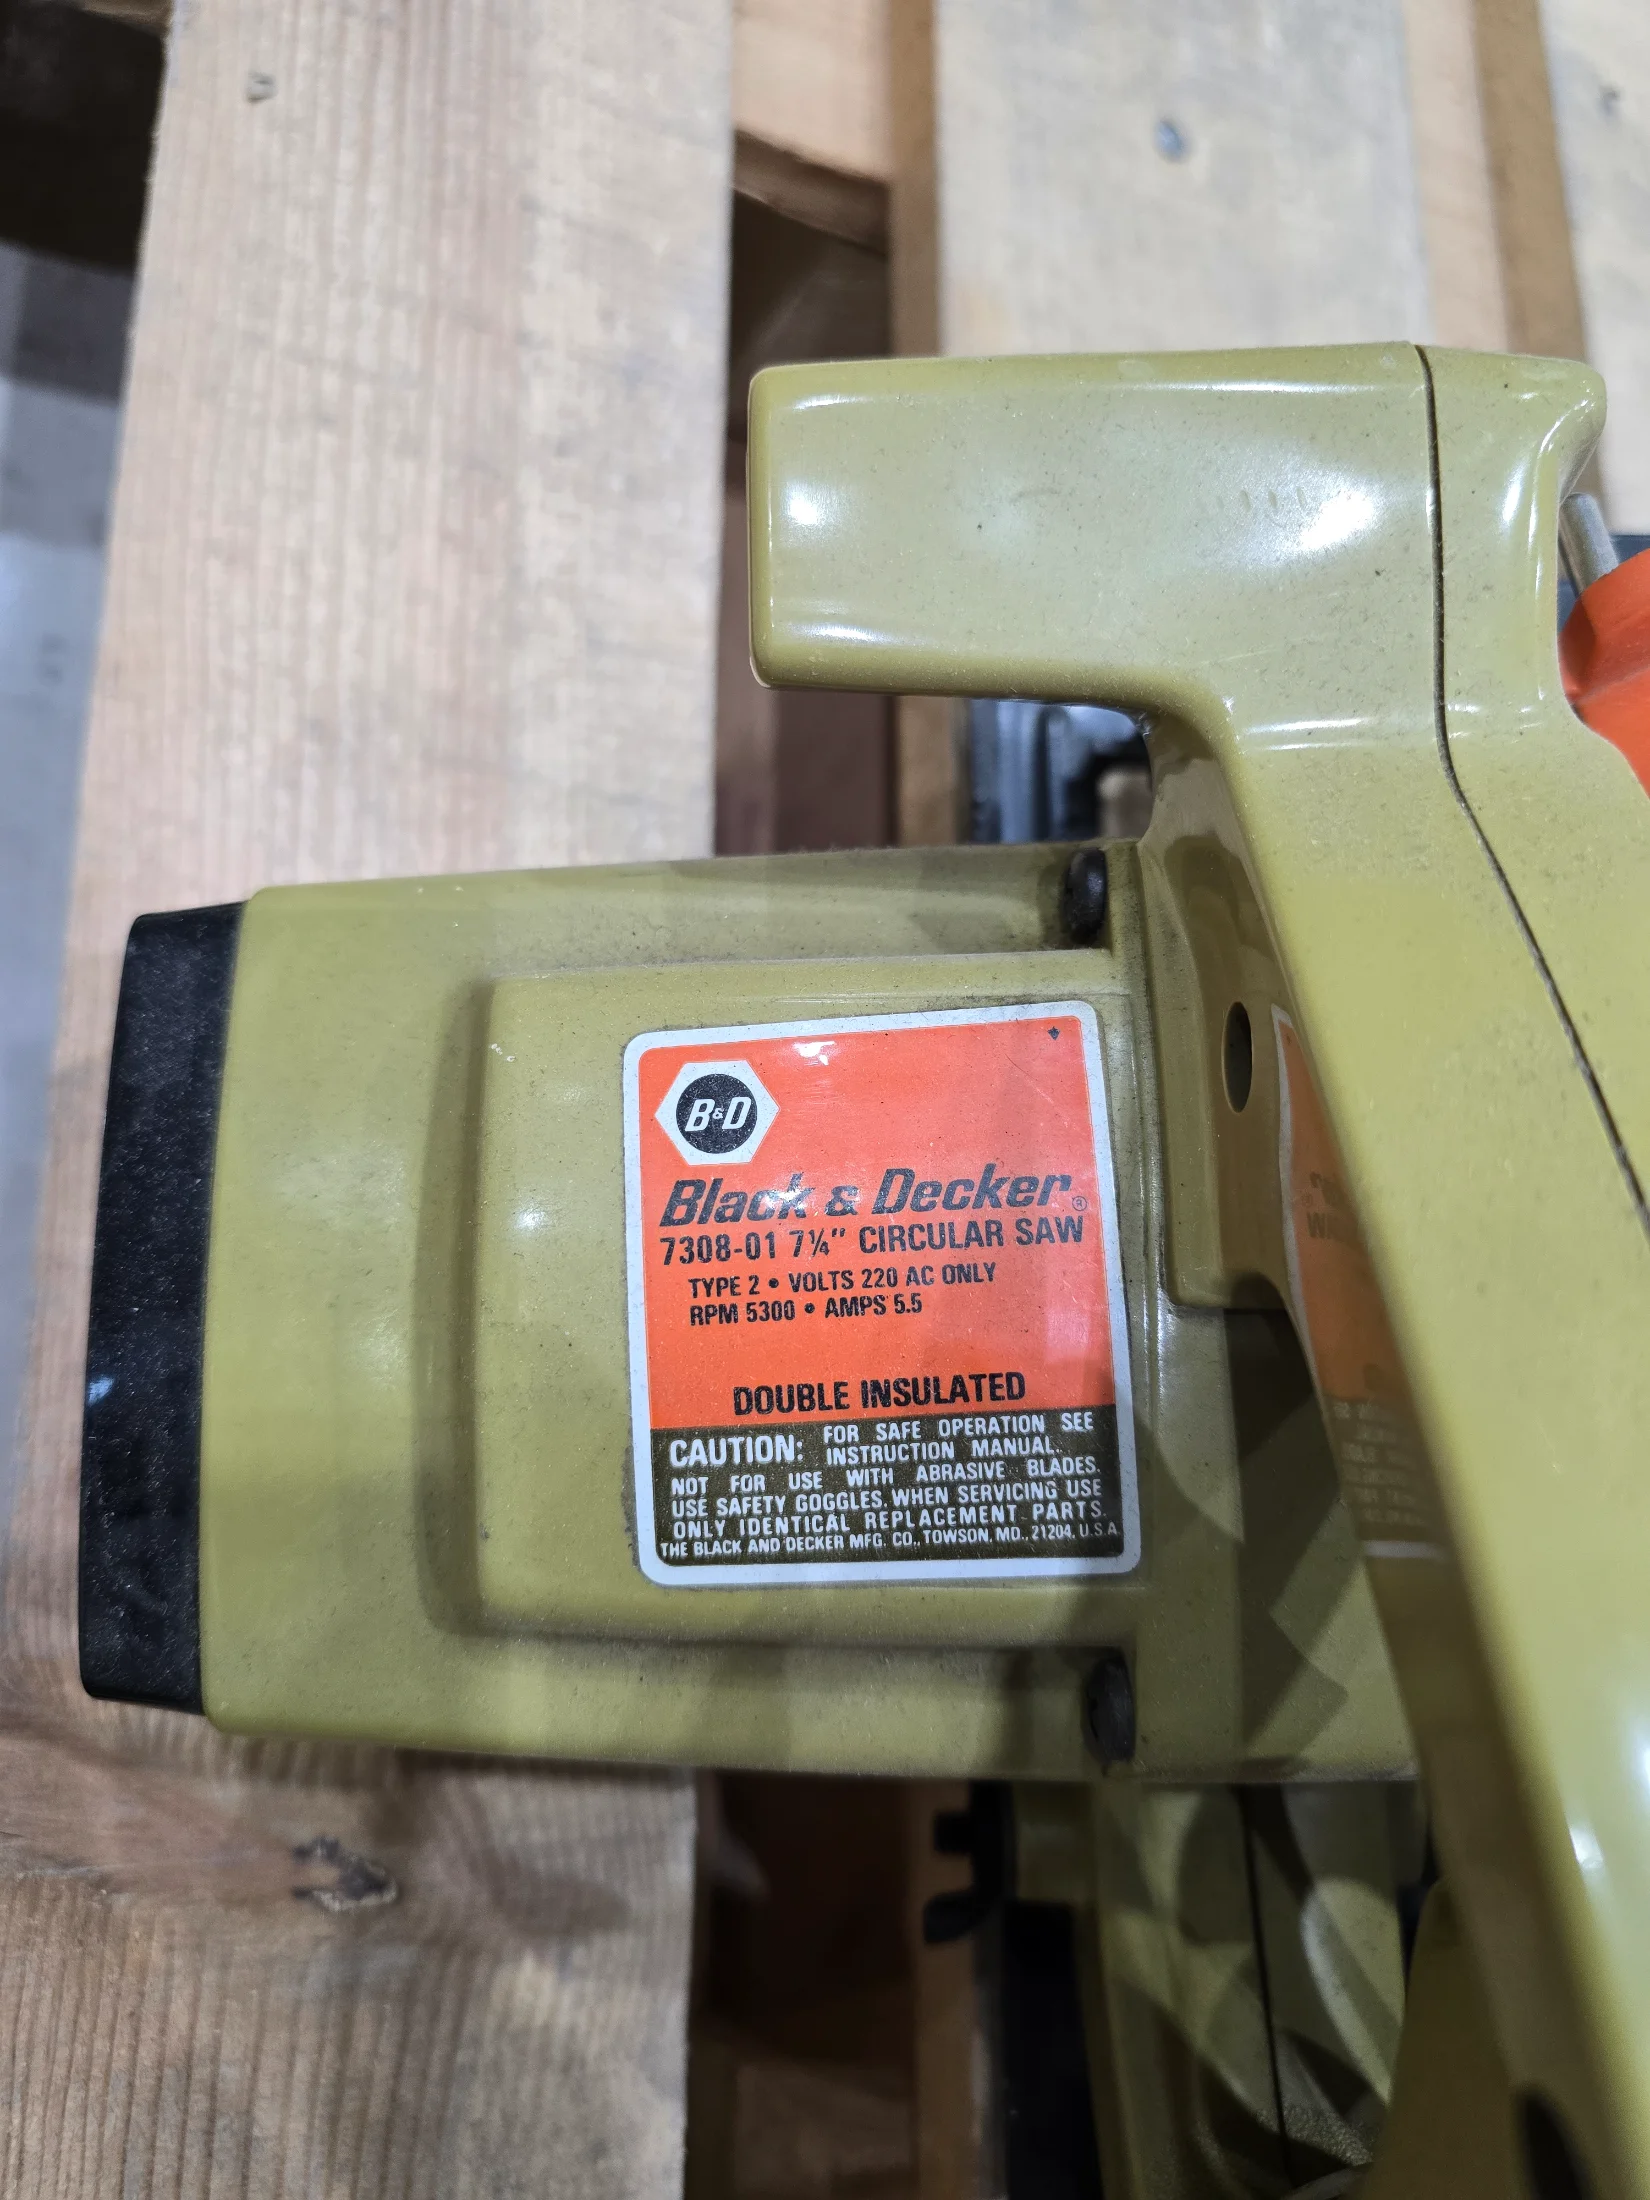 B&D
Black & Decker®
7308-01 7¼" CIRCULAR SAW
TYPE 2 • VOLTS 220 AC ONLY
RPM 5300 • AMPS 5.5
DOUBLE INSULATED
CAUTION: FOR SAFE OPERATION SEE
INSTRUCTION MANUAL.
NOT FOR USE WITH ABRASIVE BLADES.
USE SAFETY GOGGLES. WHEN SERVICING USE
ONLY IDENTICAL REPLACEMENT PARTS.
THE BLACK AND DECKER MFG. CO., TOWSON, MD., 21204, U.S.A.